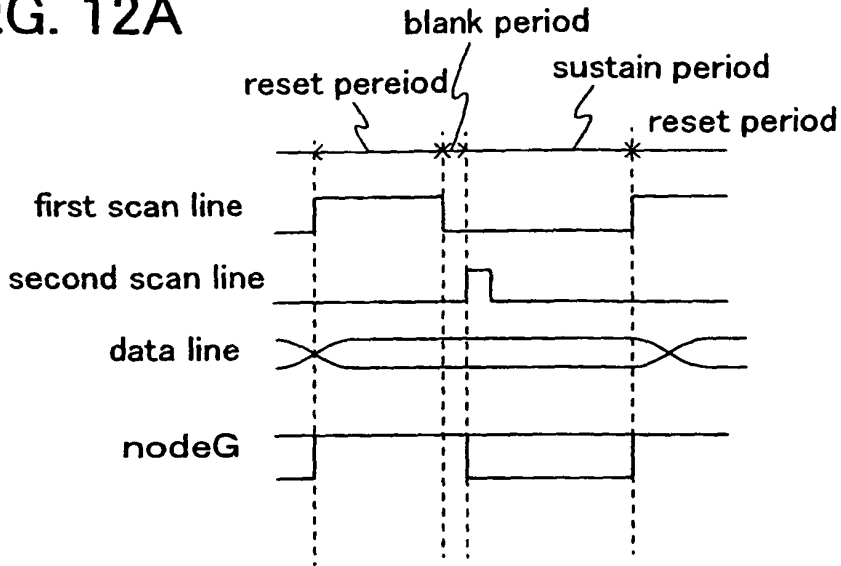 G. 12A
blank period
reset pereiod
sustain period
reset period
first scan line
second scan line
data line
nodeG